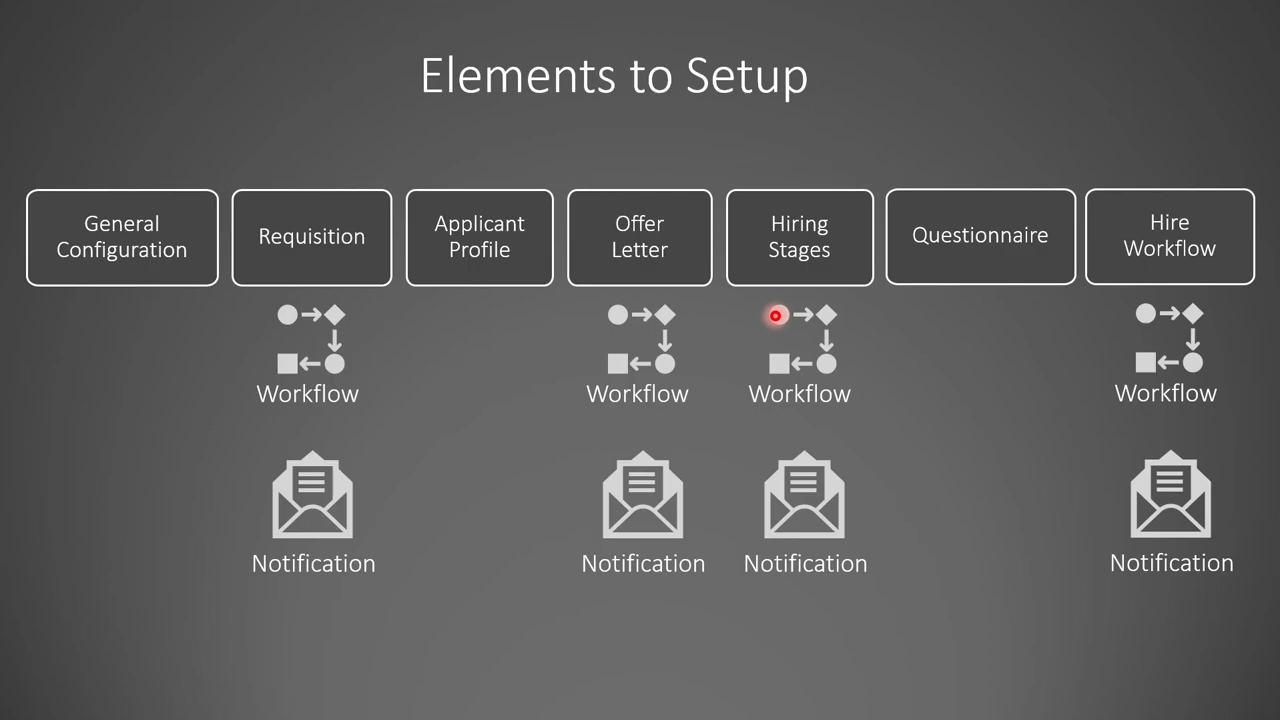 Elements to Setup
General
Configuration
Requisition
Applicant
Profile
Offer
Letter
Hiring
Stages
Questionnaire
Hire
Workflow
Workflow
Workflow
Workflow
Workflow
Notification
Notification
Notification
Notification